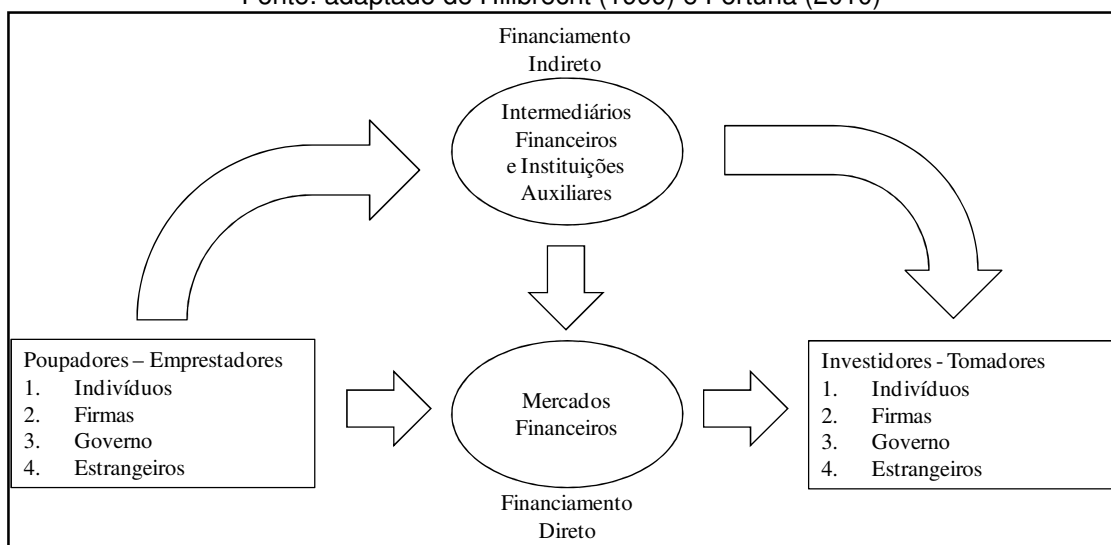 Financiamento
Indireto
Intermediários
Financeiros
e Instituições
Auxiliares
Poupadores – Emprestadores
1. Indivíduos
2. Firmas
3. Governo
4. Estrangeiros
Mercados
Financeiros
Investidores - Tomadores
1. Indivíduos
2. Firmas
3. Governo
4. Estrangeiros
Financiamento
Direto